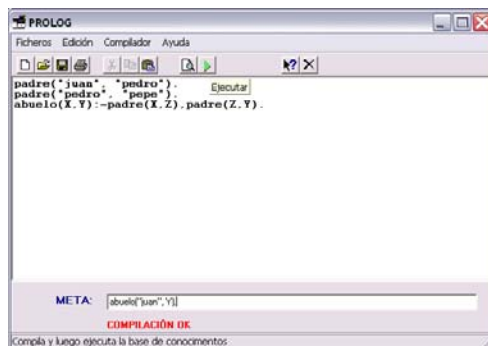 PROLOG
Ficheros Edición Compilador Ayuda
Ejecutar
padre("juan", "pedro").
padre("pedro", "pepe").
abuelo(X,Y):-padre(X,Z),padre(Z,Y).
META: abuelo("juan", Y)
COMPILACIÓN OK
Compila y luego ejecuta la base de conocimentos